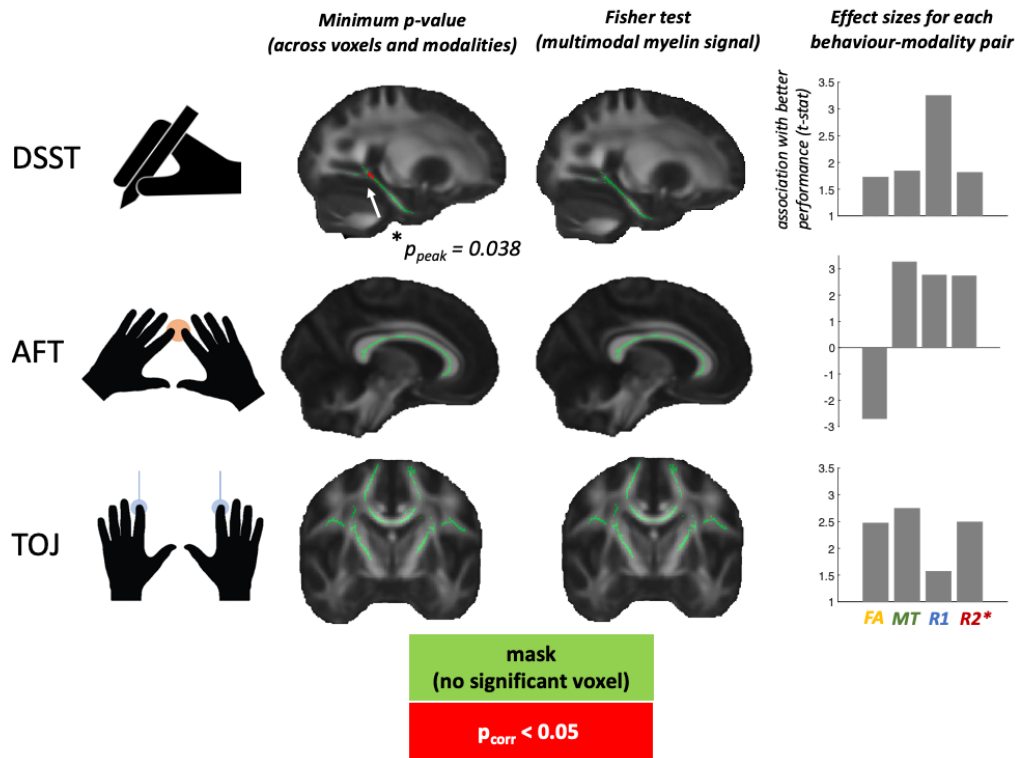 Minimum p-value
(across voxels and modalities)
Fisher test
(multimodal myelin signal)
Effect sizes for each
behaviour-modality pair
DSST
* p_peak = 0.038
association with better
performance (t-stat)
3.5
3
2.5
2
1.5
1
AFT
3
2
1
0
-1
-2
-3
TOJ
3.5
3
2.5
2
1.5
1
FA MT R1 R2*
mask
(no significant voxel)
p_corr < 0.05